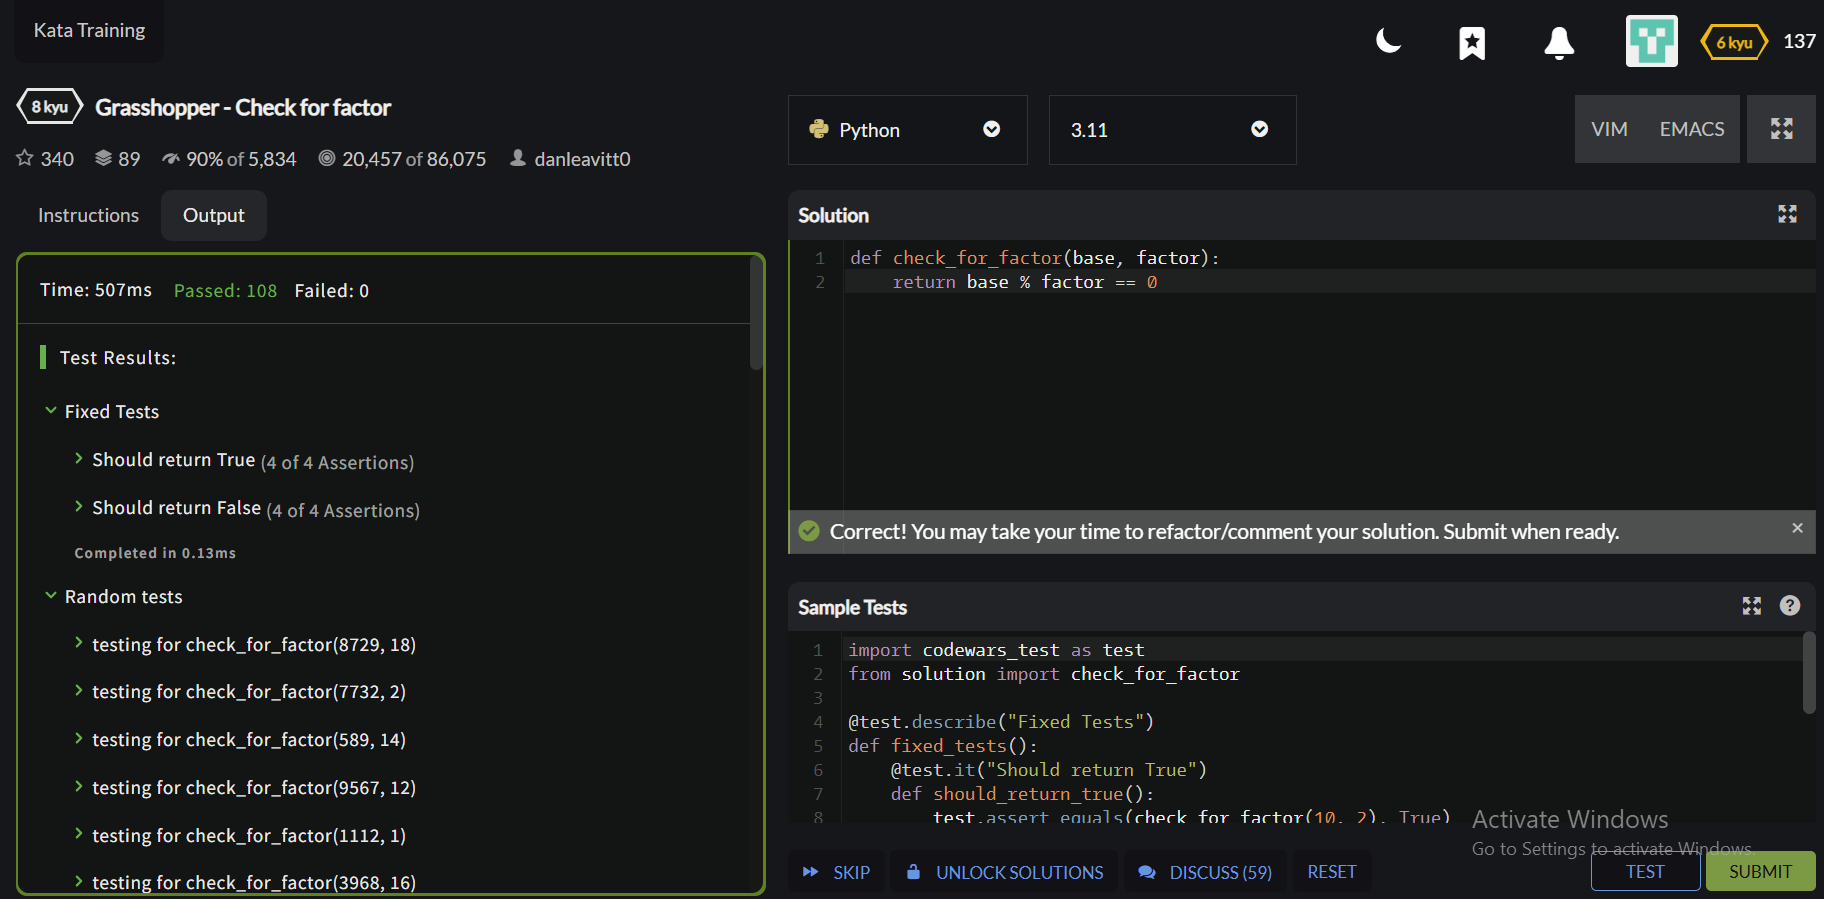 Kata Training
6 kyu 137
8 kyu Grasshopper - Check for factor
340 89 90% of 5,834 20,457 of 86,075 danleavitt0
Python
3.11
VIM EMACS
Instructions Output
Time: 507ms Passed: 108 Failed: 0
Test Results:
Fixed Tests
Should return True (4 of 4 Assertions)
Should return False (4 of 4 Assertions)
Completed in 0.13ms
Random tests
testing for check_for_factor(8729, 18)
testing for check_for_factor(7732, 2)
testing for check_for_factor(589, 14)
testing for check_for_factor(9567, 12)
testing for check_for_factor(1112, 1)
testing for check_for_factor(3968, 16)
Solution
1 def check_for_factor(base, factor):
2 return base % factor == 0
Correct! You may take your time to refactor/comment your solution. Submit when ready.
Sample Tests
1 import codewars_test as test
2 from solution import check_for_factor
3
4 @test.describe("Fixed Tests")
5 def fixed_tests():
6 @test.it("Should return True")
7 def should_return_true():
8 test.assert_equals(check_for_factor(10, 2), True)
Activate Windows
Go to Settings to activate Windows.
SKIP UNLOCK SOLUTIONS DISCUSS (59) RESET TEST SUBMIT